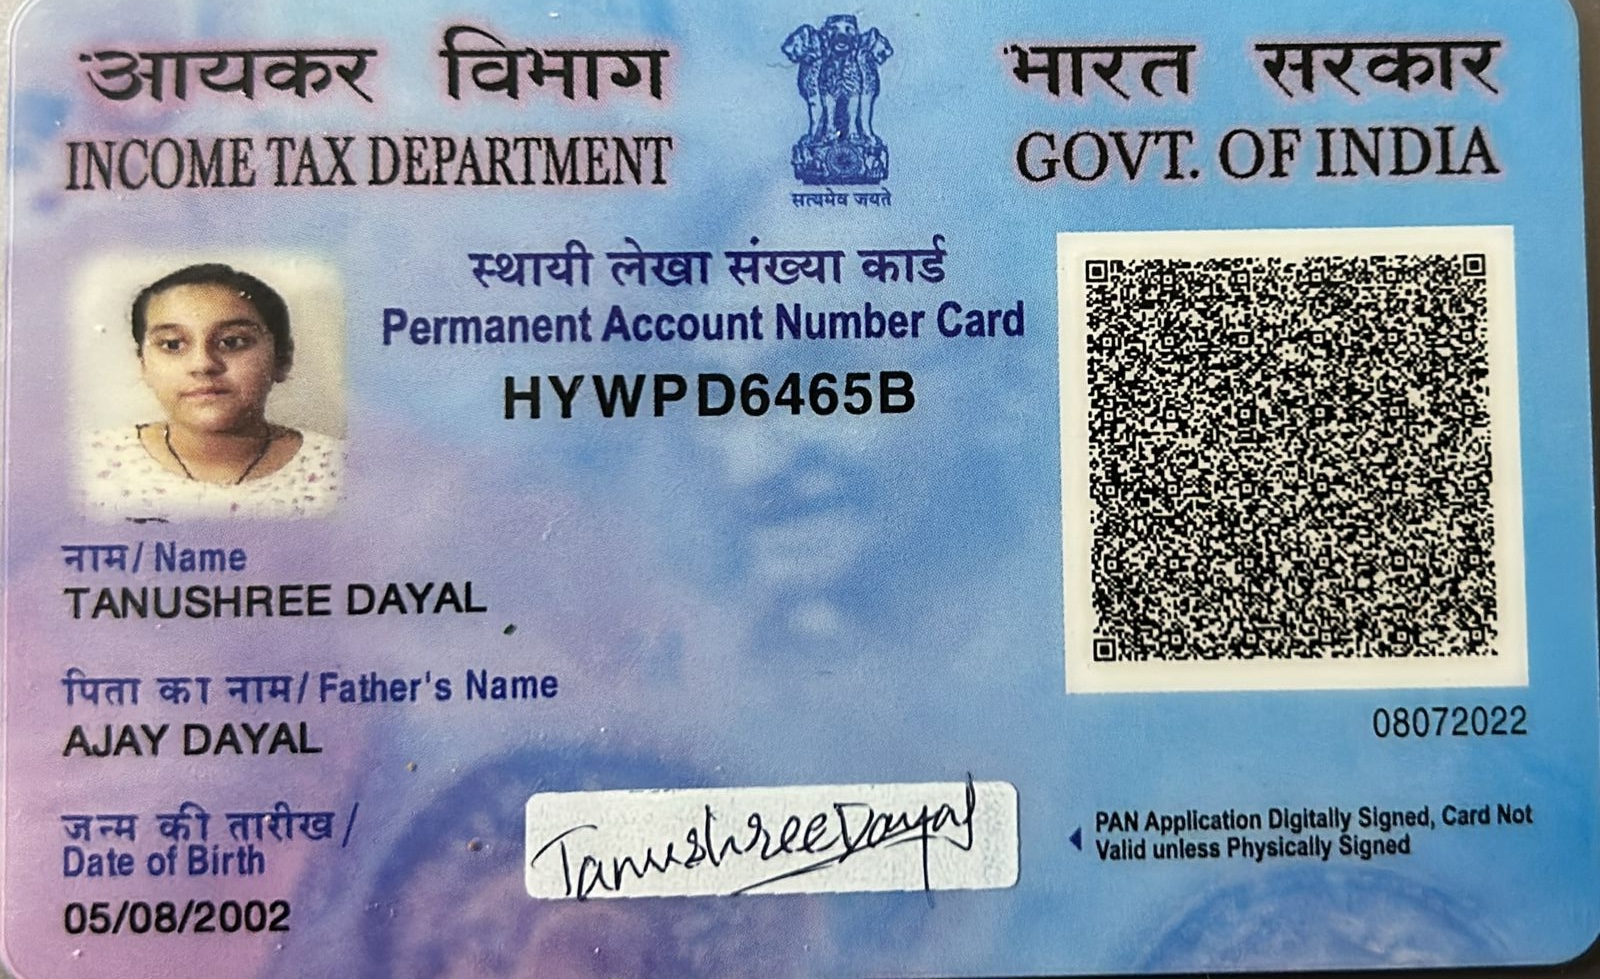 आयकर विभाग
INCOME TAX DEPARTMENT
सत्यमेव जयते
भारत सरकार
GOVT. OF INDIA
स्थायी लेखा संख्या कार्ड
Permanent Account Number Card
HYWPD6465B
नाम / Name
TANUSHREE DAYAL
पिता का नाम / Father's Name
AJAY DAYAL
जन्म की तारीख /
Date of Birth
05/08/2002
Tanushree Dayal
08072022
PAN Application Digitally Signed, Card Not
Valid unless Physically Signed